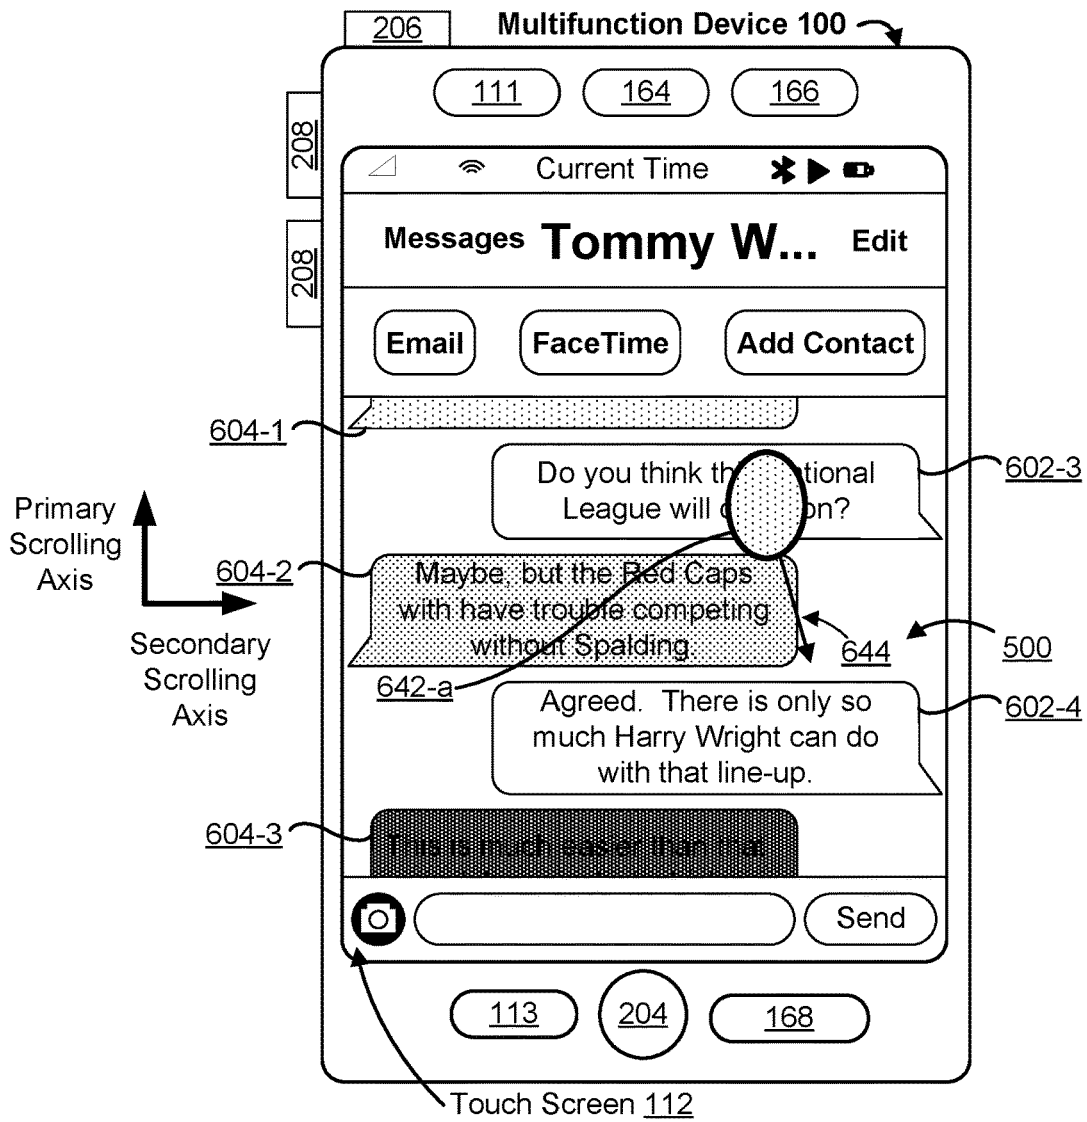 206
Multifunction Device 100
111
164
166
208
208
Current Time
Messages
Tommy W...
Edit
Email
FaceTime
Add Contact
604-1
Do you think th tional
League will on?
602-3
Primary
Scrolling
Axis
604-2
Maybe, but the Red Caps
with have trouble competing
without Spalding
Secondary
Scrolling
Axis
644
500
642-a
Agreed. There is only so
much Harry Wright can do
with that line-up.
602-4
604-3
This is much easier than that
Send
113
204
168
Touch Screen 112